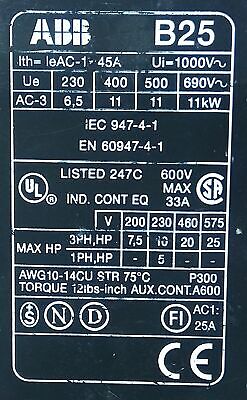 ABB B25
Ith= IeAC-1~45A Ui=1000V~
Ue 230 400 500 690V~
AC-3 6,5 11 11 11kW
IEC 947-4-1
EN 60947-4-1
UL LISTED 247C 600V
IND. CONT EQ MAX 33A SA
V 200 230 460 575
MAX HP 3PH,HP 7,5 10 20 25
1PH,HP - 5 - -
AWG10-14CU STR 75°C P300
TORQUE 12lbs-inch AUX.CONT.A600
S N D FI AC1:
25A
CE